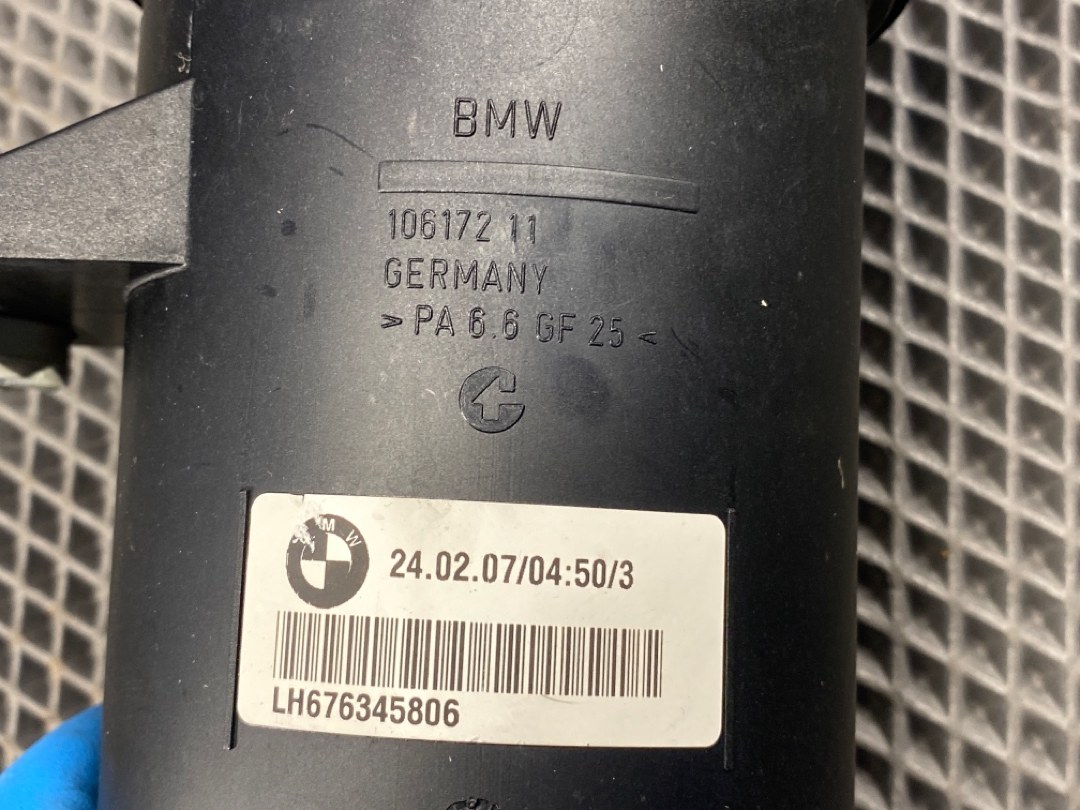 BMW
106172 11
GERMANY
> PA 6.6 GF 25 <
BMW
24.02.07/04:50/3
LH676345806